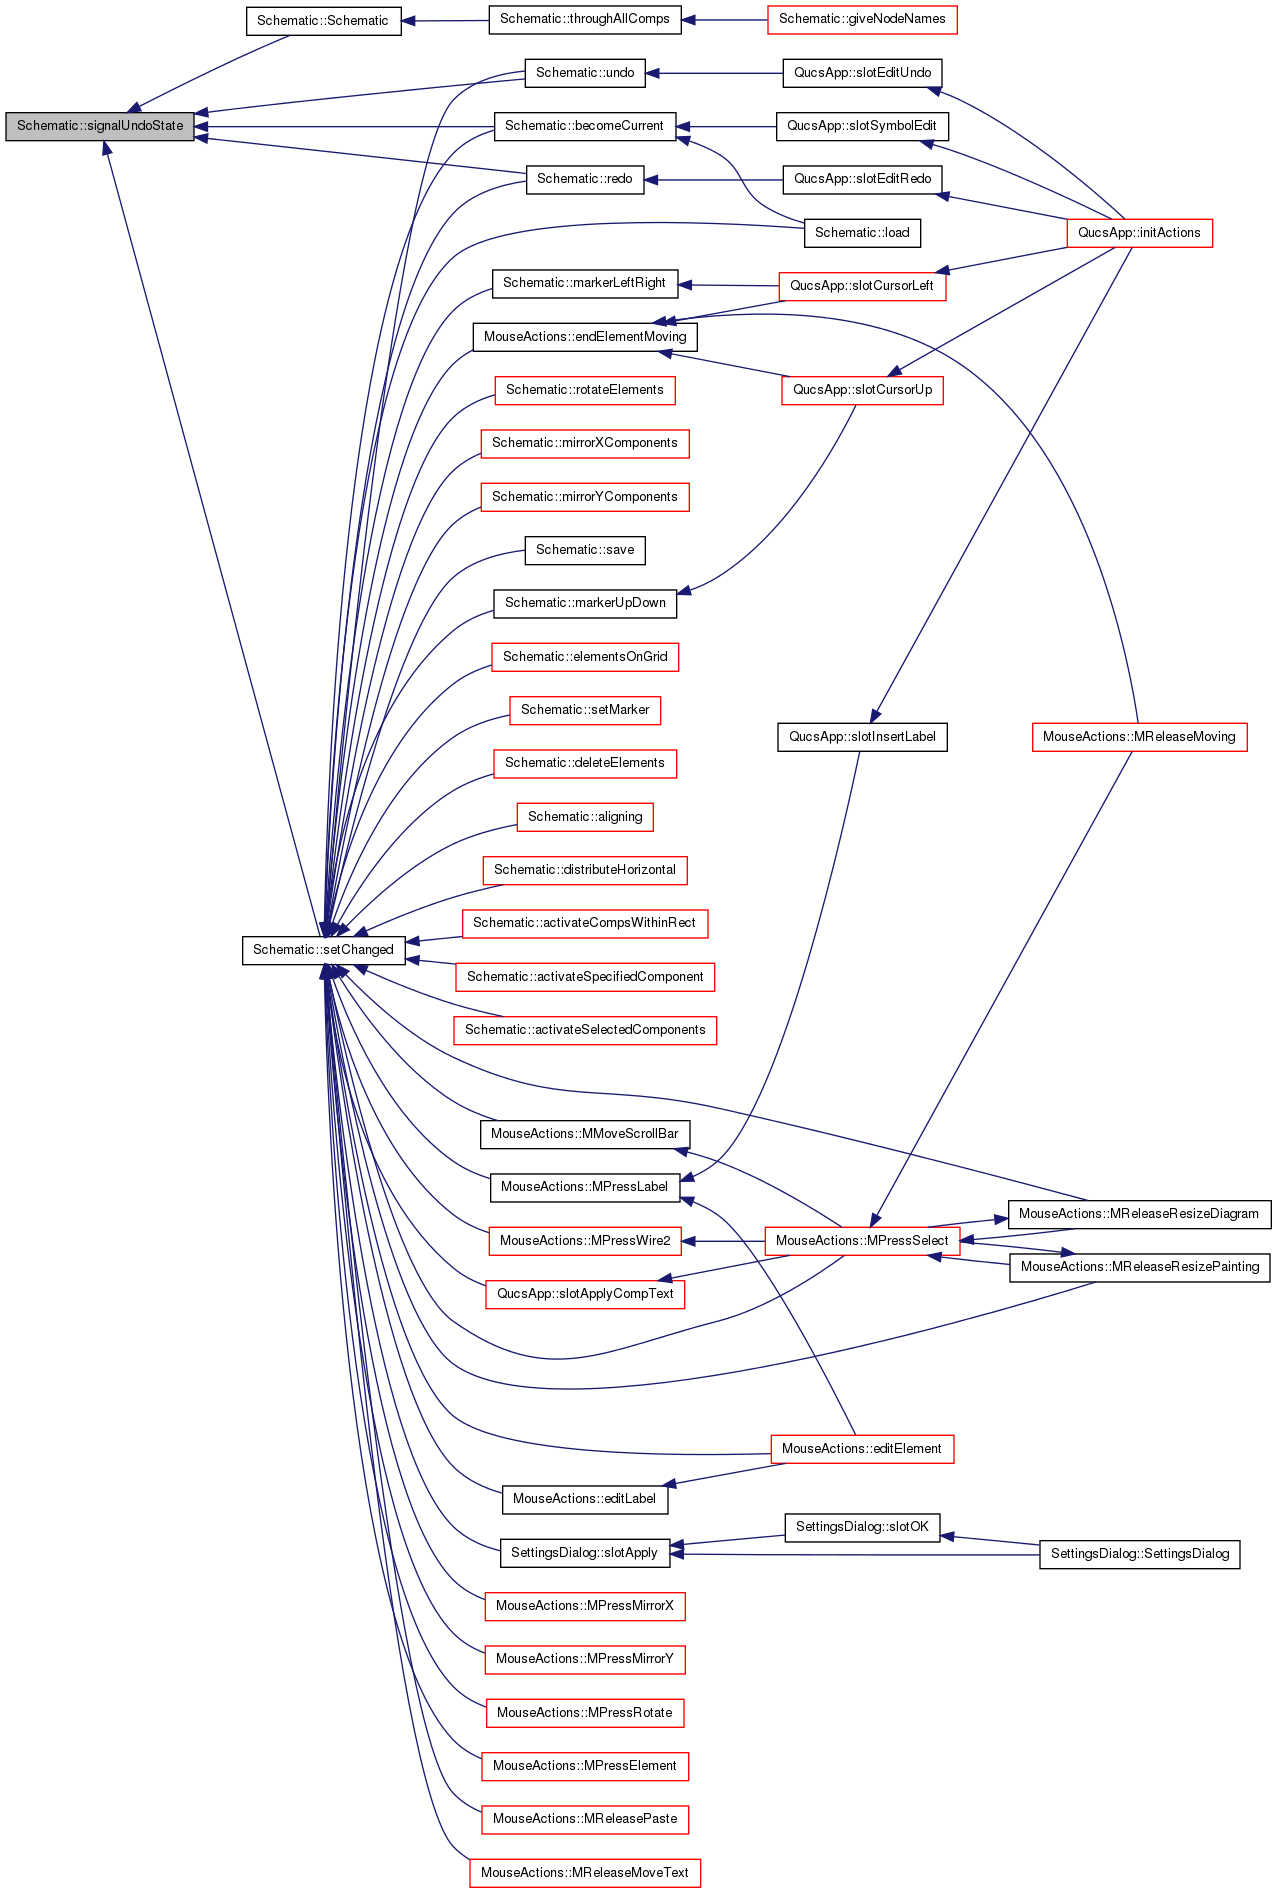 Schematic::Schematic
Schematic::throughAllComps
Schematic::giveNodeNames
Schematic::undo
QucsApp::slotEditUndo
Schematic::signalUndoState
Schematic::becomeCurrent
QucsApp::slotSymbolEdit
Schematic::redo
QucsApp::slotEditRedo
Schematic::load
QucsApp::initActions
Schematic::markerLeftRight
QucsApp::slotCursorLeft
MouseActions::endElementMoving
Schematic::rotateElements
QucsApp::slotCursorUp
Schematic::mirrorXComponents
Schematic::mirrorYComponents
Schematic::save
Schematic::markerUpDown
Schematic::elementsOnGrid
Schematic::setMarker
QucsApp::slotInsertLabel
MouseActions::MReleaseMoving
Schematic::deleteElements
Schematic::aligning
Schematic::distributeHorizontal
Schematic::activateCompsWithinRect
Schematic::setChanged
Schematic::activateSpecifiedComponent
Schematic::activateSelectedComponents
MouseActions::MMoveScrollBar
MouseActions::MPressLabel
MouseActions::MReleaseResizeDiagram
MouseActions::MPressWire2
MouseActions::MPressSelect
MouseActions::MReleaseResizePainting
QucsApp::slotApplyCompText
MouseActions::editElement
MouseActions::editLabel
SettingsDialog::slotOK
SettingsDialog::slotApply
SettingsDialog::SettingsDialog
MouseActions::MPressMirrorX
MouseActions::MPressMirrorY
MouseActions::MPressRotate
MouseActions::MPressElement
MouseActions::MReleasePaste
MouseActions::MReleaseMoveText